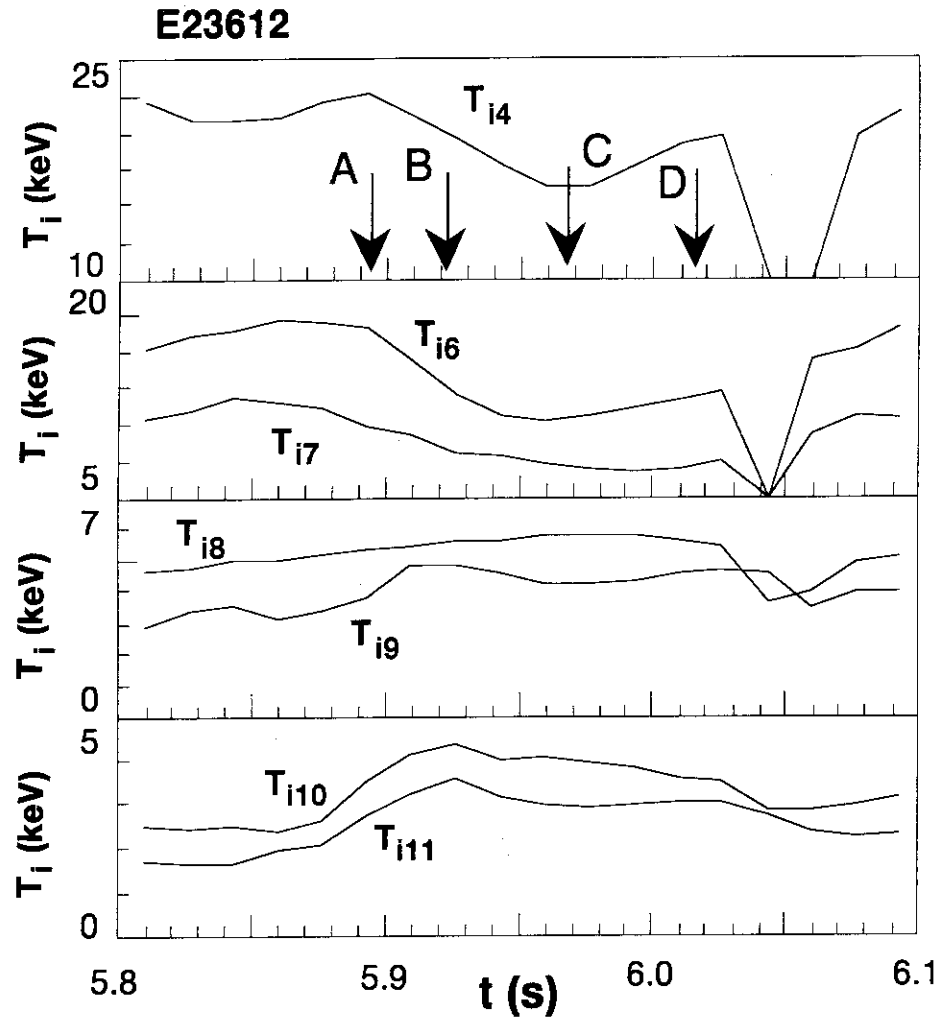 E23612
25
T_i4
A B C D
T_i (keV)
10
20
T_i6
T_i (keV)
T_i7
5
7
T_i8
T_i (keV)
T_i9
0
5
T_i10
T_i (keV)
T_i11
0
5.8 5.9 6.0 6.1
t (s)